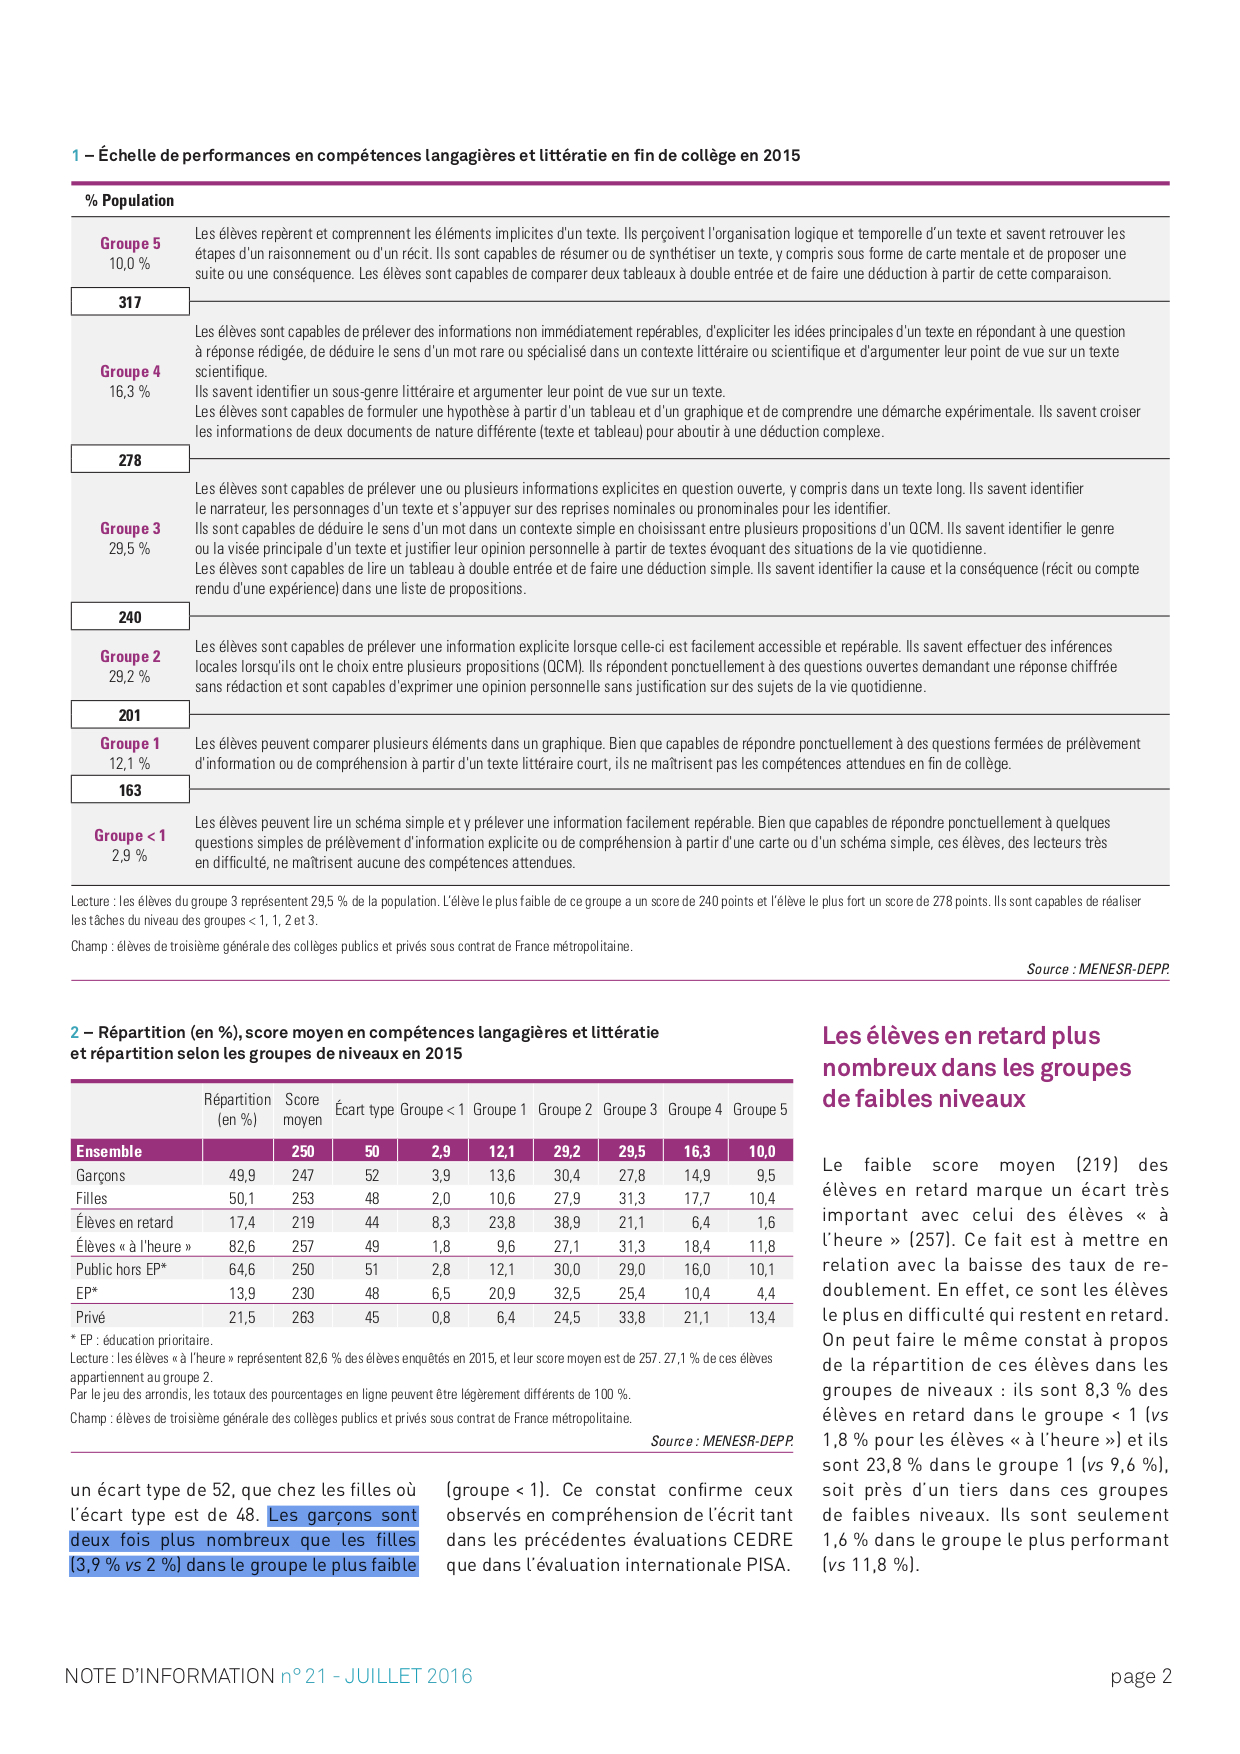 1 – Échelle de performances en compétences langagières et littératie en fin de collège en 2015
% Population
Groupe 5
10,0 %
Les élèves repèrent et comprennent les éléments implicites d'un texte. Ils perçoivent l'organisation logique et temporelle d’un texte et savent retrouver les
étapes d'un raisonnement ou d'un récit. Ils sont capables de résumer ou de synthétiser un texte, y compris sous forme de carte mentale et de proposer une
suite ou une conséquence. Les élèves sont capables de comparer deux tableaux à double entrée et de faire une déduction à partir de cette comparaison.
317
Groupe 4
16,3 %
Les élèves sont capables de prélever des informations non immédiatement repérables, d'expliciter les idées principales d'un texte en répondant à une question
à réponse rédigée, de déduire le sens d'un mot rare ou spécialisé dans un contexte littéraire ou scientifique et d'argumenter leur point de vue sur un texte
scientifique.
Ils savent identifier un sous-genre littéraire et argumenter leur point de vue sur un texte.
Les élèves sont capables de formuler une hypothèse à partir d'un tableau et d'un graphique et de comprendre une démarche expérimentale. Ils savent croiser
les informations de deux documents de nature différente (texte et tableau) pour aboutir à une déduction complexe.
278
Groupe 3
29,5 %
Les élèves sont capables de prélever une ou plusieurs informations explicites en question ouverte, y compris dans un texte long. Ils savent identifier
le narrateur, les personnages d'un texte et s'appuyer sur des reprises nominales ou pronominales pour les identifier.
Ils sont capables de déduire le sens d'un mot dans un contexte simple en choisissant entre plusieurs propositions d'un QCM. Ils savent identifier le genre
ou la visée principale d'un texte et justifier leur opinion personnelle à partir de textes évoquant des situations de la vie quotidienne.
Les élèves sont capables de lire un tableau à double entrée et de faire une déduction simple. Ils savent identifier la cause et la conséquence (récit ou compte
rendu d'une expérience) dans une liste de propositions.
240
Groupe 2
29,2 %
Les élèves sont capables de prélever une information explicite lorsque celle-ci est facilement accessible et repérable. Ils savent effectuer des inférences
locales lorsqu'ils ont le choix entre plusieurs propositions (QCM). Ils répondent ponctuellement à des questions ouvertes demandant une réponse chiffrée
sans rédaction et sont capables d'exprimer une opinion personnelle sans justification sur des sujets de la vie quotidienne.
201
Groupe 1
12,1 %
Les élèves peuvent comparer plusieurs éléments dans un graphique. Bien que capables de répondre ponctuellement à des questions fermées de prélèvement
d'information ou de compréhension à partir d'un texte littéraire court, ils ne maîtrisent pas les compétences attendues en fin de collège.
163
Groupe < 1
2,9 %
Les élèves peuvent lire un schéma simple et y prélever une information facilement repérable. Bien que capables de répondre ponctuellement à quelques
questions simples de prélèvement d'information explicite ou de compréhension à partir d'une carte ou d'un schéma simple, ces élèves, des lecteurs très
en difficulté, ne maîtrisent aucune des compétences attendues.
Lecture : les élèves du groupe 3 représentent 29,5 % de la population. L’élève le plus faible de ce groupe a un score de 240 points et l’élève le plus fort un score de 278 points. Ils sont capables de réaliser
les tâches du niveau des groupes < 1, 1, 2 et 3.
Champ : élèves de troisième générale des collèges publics et privés sous contrat de France métropolitaine.
Source : MENESR-DEPP.
2 – Répartition (en %), score moyen en compétences langagières et littératie
et répartition selon les groupes de niveaux en 2015
Répartition (en %) Score moyen Écart type Groupe < 1 Groupe 1 Groupe 2 Groupe 3 Groupe 4 Groupe 5
Ensemble 250 50 2,9 12,1 29,2 29,5 16,3 10,0
Garçons 49,9 247 52 3,9 13,6 30,4 27,8 14,9 9,5
Filles 50,1 253 48 2,0 10,6 27,9 31,3 17,7 10,4
Élèves en retard 17,4 219 44 8,3 23,8 38,9 21,1 6,4 1,6
Élèves « à l'heure » 82,6 257 49 1,8 9,6 27,1 31,3 18,4 11,8
Public hors EP* 64,6 250 51 2,8 12,1 30,0 29,0 16,0 10,1
EP* 13,9 230 48 6,5 20,9 32,5 25,4 10,4 4,4
Privé 21,5 263 45 0,8 6,4 24,5 33,8 21,1 13,4
* EP : éducation prioritaire.
Lecture : les élèves « à l’heure » représentent 82,6 % des élèves enquêtés en 2015, et leur score moyen est de 257. 27,1 % de ces élèves
appartiennent au groupe 2.
Par le jeu des arrondis, les totaux des pourcentages en ligne peuvent être légèrement différents de 100 %.
Champ : élèves de troisième générale des collèges publics et privés sous contrat de France métropolitaine.
Source : MENESR-DEPP.
un écart type de 52, que chez les filles où
l’écart type est de 48. Les garçons sont
deux fois plus nombreux que les filles
(3,9 % vs 2 %) dans le groupe le plus faible
(groupe < 1). Ce constat confirme ceux
observés en compréhension de l’écrit tant
dans les précédentes évaluations CEDRE
que dans l’évaluation internationale PISA.
Les élèves en retard plus
nombreux dans les groupes
de faibles niveaux
Le faible score moyen (219) des
élèves en retard marque un écart très
important avec celui des élèves « à
l’heure » (257). Ce fait est à mettre en
relation avec la baisse des taux de re-
doublement. En effet, ce sont les élèves
le plus en difficulté qui restent en retard.
On peut faire le même constat à propos
de la répartition de ces élèves dans les
groupes de niveaux : ils sont 8,3 % des
élèves en retard dans le groupe < 1 (vs
1,8 % pour les élèves « à l’heure ») et ils
sont 23,8 % dans le groupe 1 (vs 9,6 %),
soit près d’un tiers dans ces groupes
de faibles niveaux. Ils sont seulement
1,6 % dans le groupe le plus performant
(vs 11,8 %).
NOTE D’INFORMATION n° 21 - JUILLET 2016
page 2